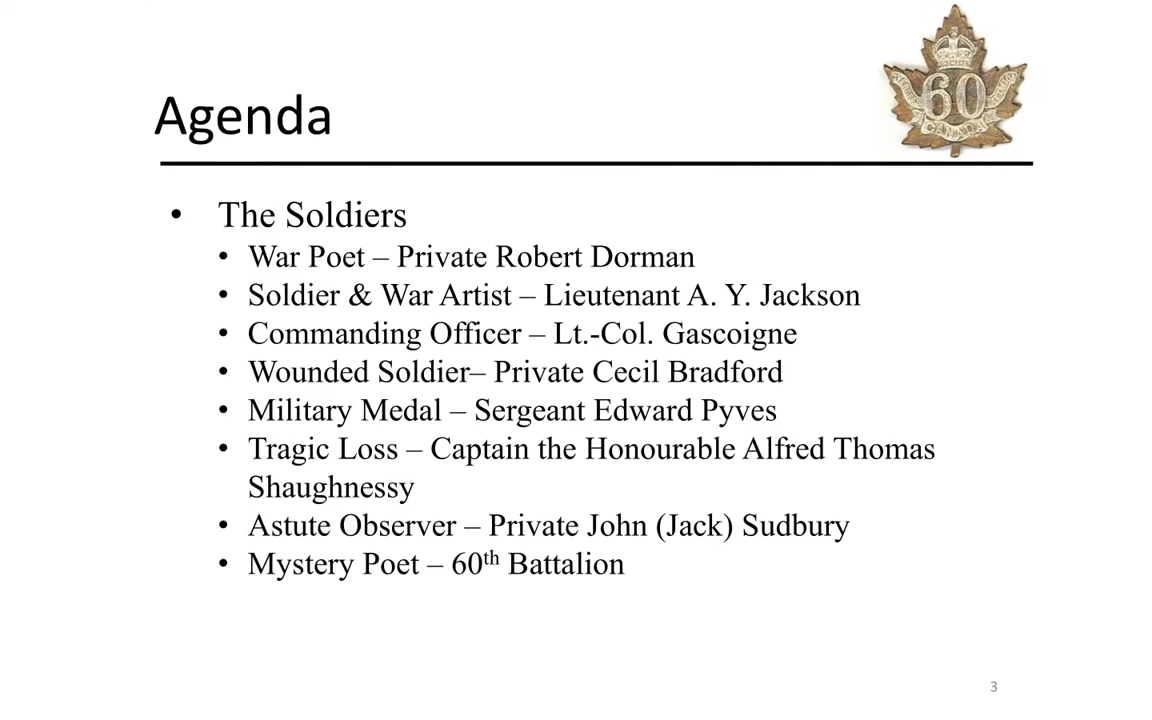 Agenda
60
CANADA
• The Soldiers
• War Poet – Private Robert Dorman
• Soldier & War Artist – Lieutenant A. Y. Jackson
• Commanding Officer – Lt.-Col. Gascoigne
• Wounded Soldier– Private Cecil Bradford
• Military Medal – Sergeant Edward Pyves
• Tragic Loss – Captain the Honourable Alfred Thomas
Shaughnessy
• Astute Observer – Private John (Jack) Sudbury
• Mystery Poet – 60th Battalion
3